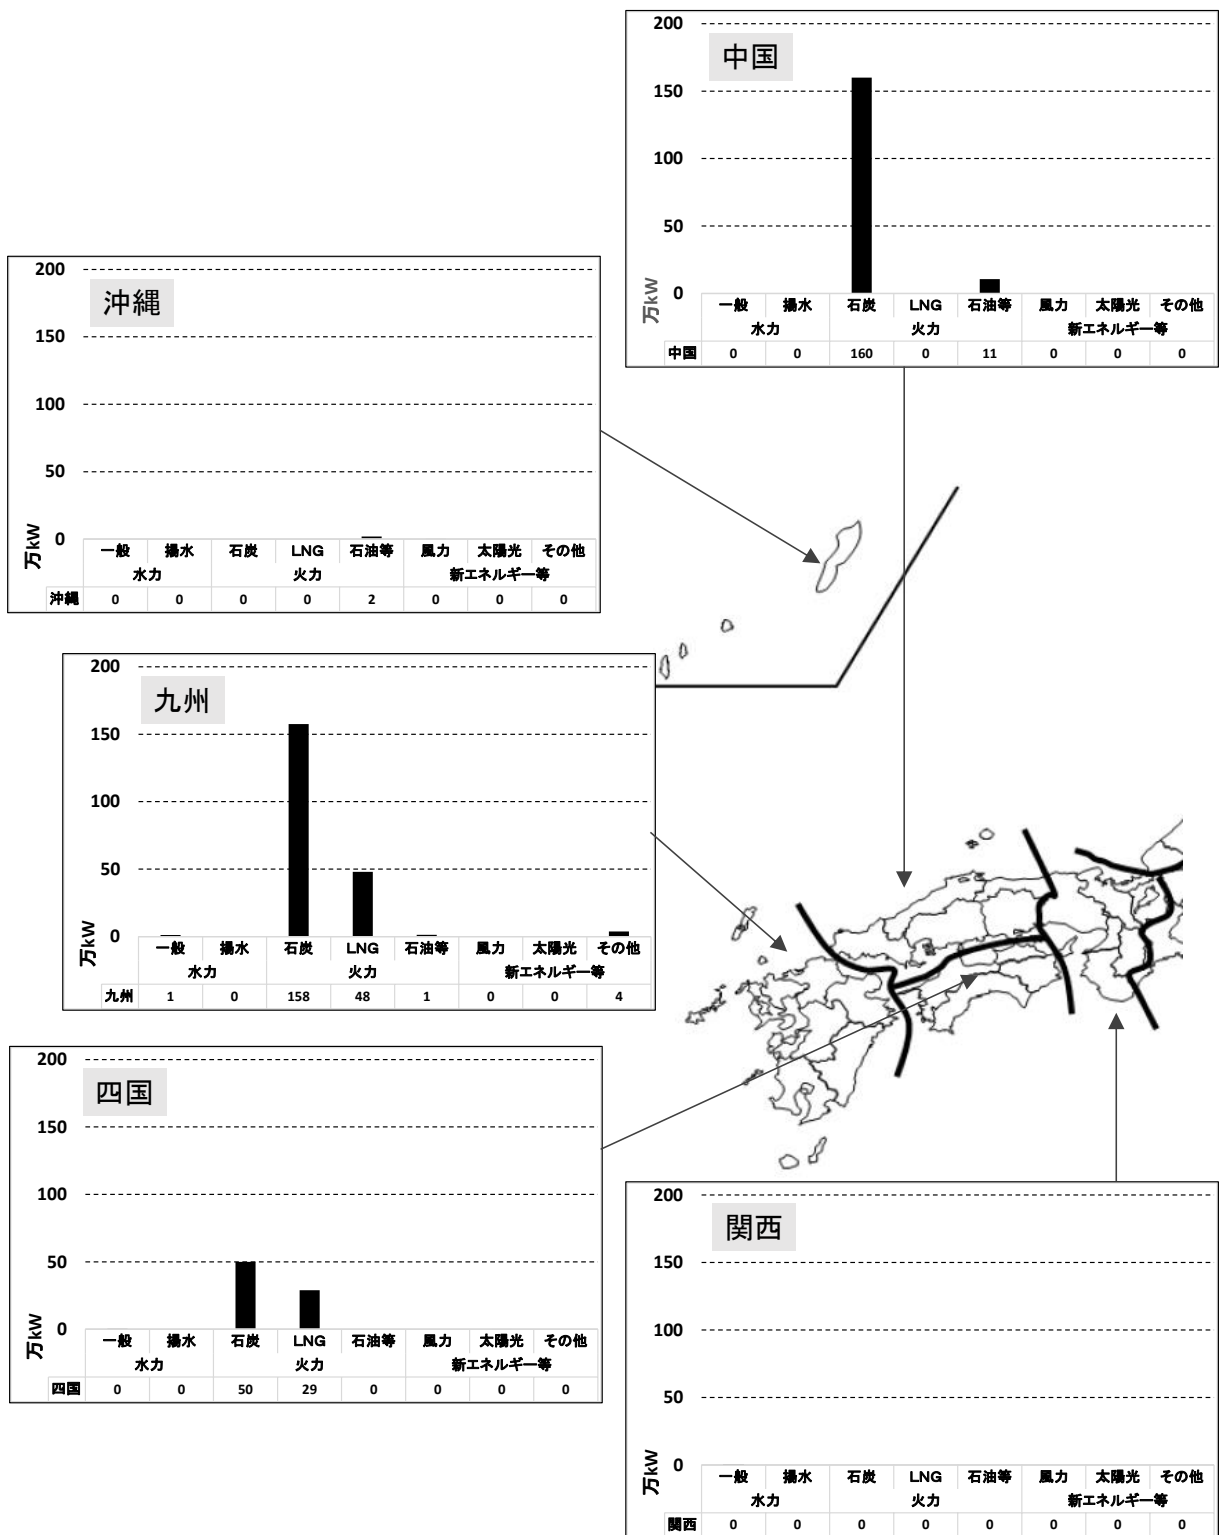 200
中国
150
100
50
0
万kW
一般 揚水 石炭 LNG 石油等 風力 太陽光 その他
水力 火力 新エネルギー等
中国 0 0 160 0 11 0 0 0
200
沖縄
150
100
50
0
万kW
一般 揚水 石炭 LNG 石油等 風力 太陽光 その他
水力 火力 新エネルギー等
沖縄 0 0 0 0 2 0 0 0
200
九州
150
100
50
0
万kW
一般 揚水 石炭 LNG 石油等 風力 太陽光 その他
水力 火力 新エネルギー等
九州 1 0 158 48 1 0 0 4
200
四国
150
100
50
0
万kW
一般 揚水 石炭 LNG 石油等 風力 太陽光 その他
水力 火力 新エネルギー等
四国 0 0 50 29 0 0 0 0
200
関西
150
100
50
0
万kW
一般 揚水 石炭 LNG 石油等 風力 太陽光 その他
水力 火力 新エネルギー等
関西 0 0 0 0 0 0 0 0